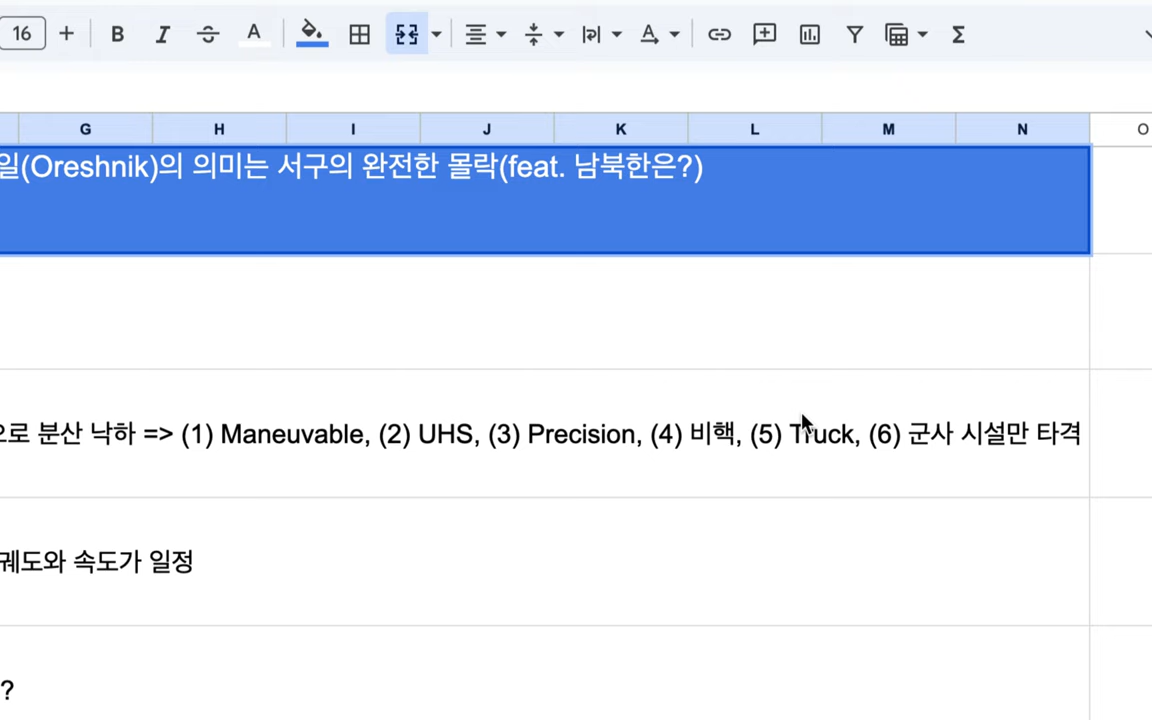 16
B
I
A
A
Σ
G H I J K L M N O
일(Oreshnik)의 의미는 서구의 완전한 몰락(feat. 남북한은?)
으로 분산 낙하 => (1) Maneuvable, (2) UHS, (3) Precision, (4) 비핵, (5) Truck, (6) 군사 시설만 타격
궤도와 속도가 일정
?